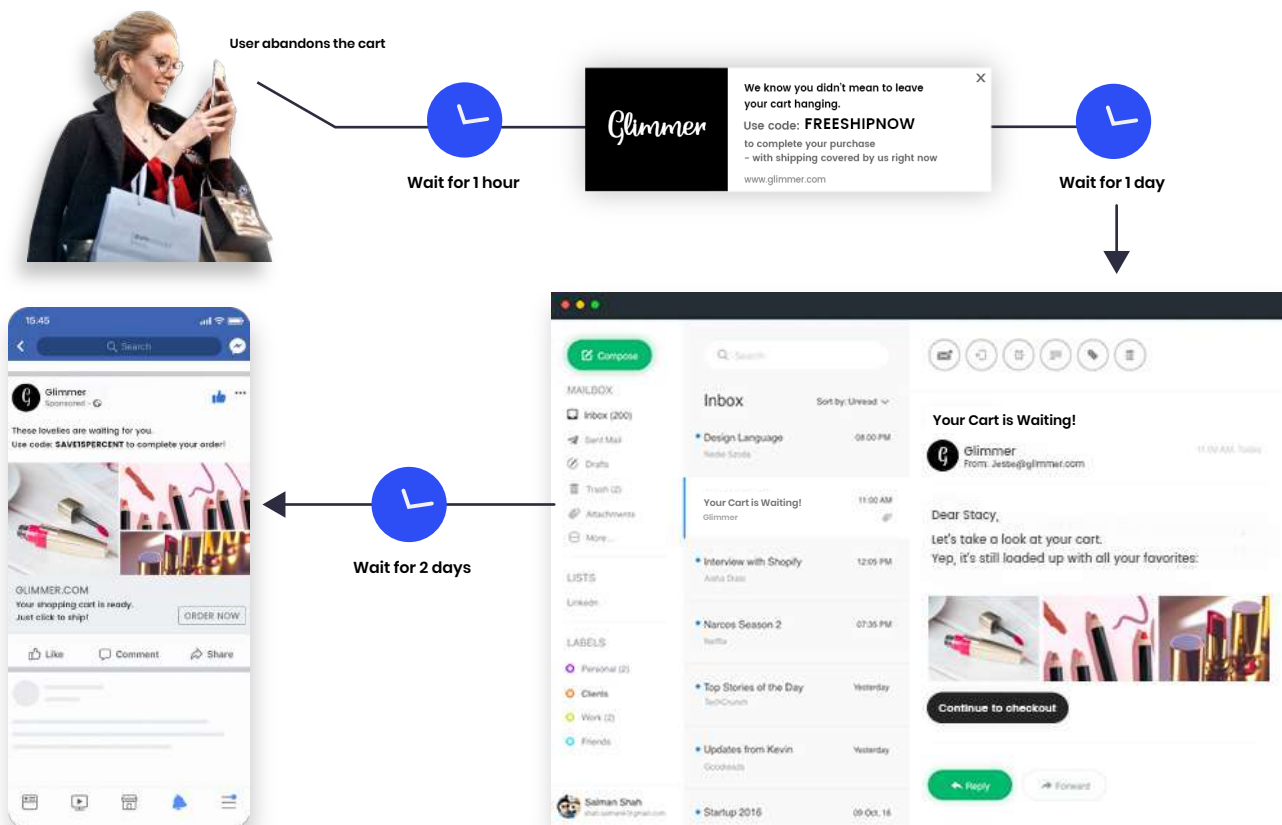 User abandons the cart
Wait for 1 hour
Glimmer
We know you didn't mean to leave
your cart hanging.
Use code: FREESHIPNOW
to complete your purchase
- with shipping covered by us right now
www.glimmer.com
X
Wait for 1 day
Compose
MAILBOX
Inbox (200)
Sent Mail
Drafts
Trash (2)
Attachments
More...
LISTS
Linkedin
LABELS
Personal (2)
Clients
Work (2)
Friends
Salman Shah
Search
Inbox
Sort by: Unread
Design Language
08:00 PM
Your Cart is Waiting!
11:00 AM
Glimmer
Interview with Shopify
12:05 PM
Narcos Season 2
07:35 PM
Netflix
Top Stories of the Day
Yesterday
TechCrunch
Updates from Kevin
Yesterday
Goodreads
Startup 2016
09 Oct, 16
Your Cart is Waiting!
G
Glimmer
From: Jesse@glimmer.com
11:00 AM, Today
Dear Stacy,
Let's take a look at your cart.
Yep, it's still loaded up with all your favorites:
Continue to checkout
Reply
Forward
Wait for 2 days
15:45
Search
G
Glimmer
Sponsored -
These lovelies are waiting for you.
Use code: SAVE15PERCENT to complete your order!
GLIMMER.COM
Your shopping cart is ready.
Just click to ship!
ORDER NOW
Like
Comment
Share